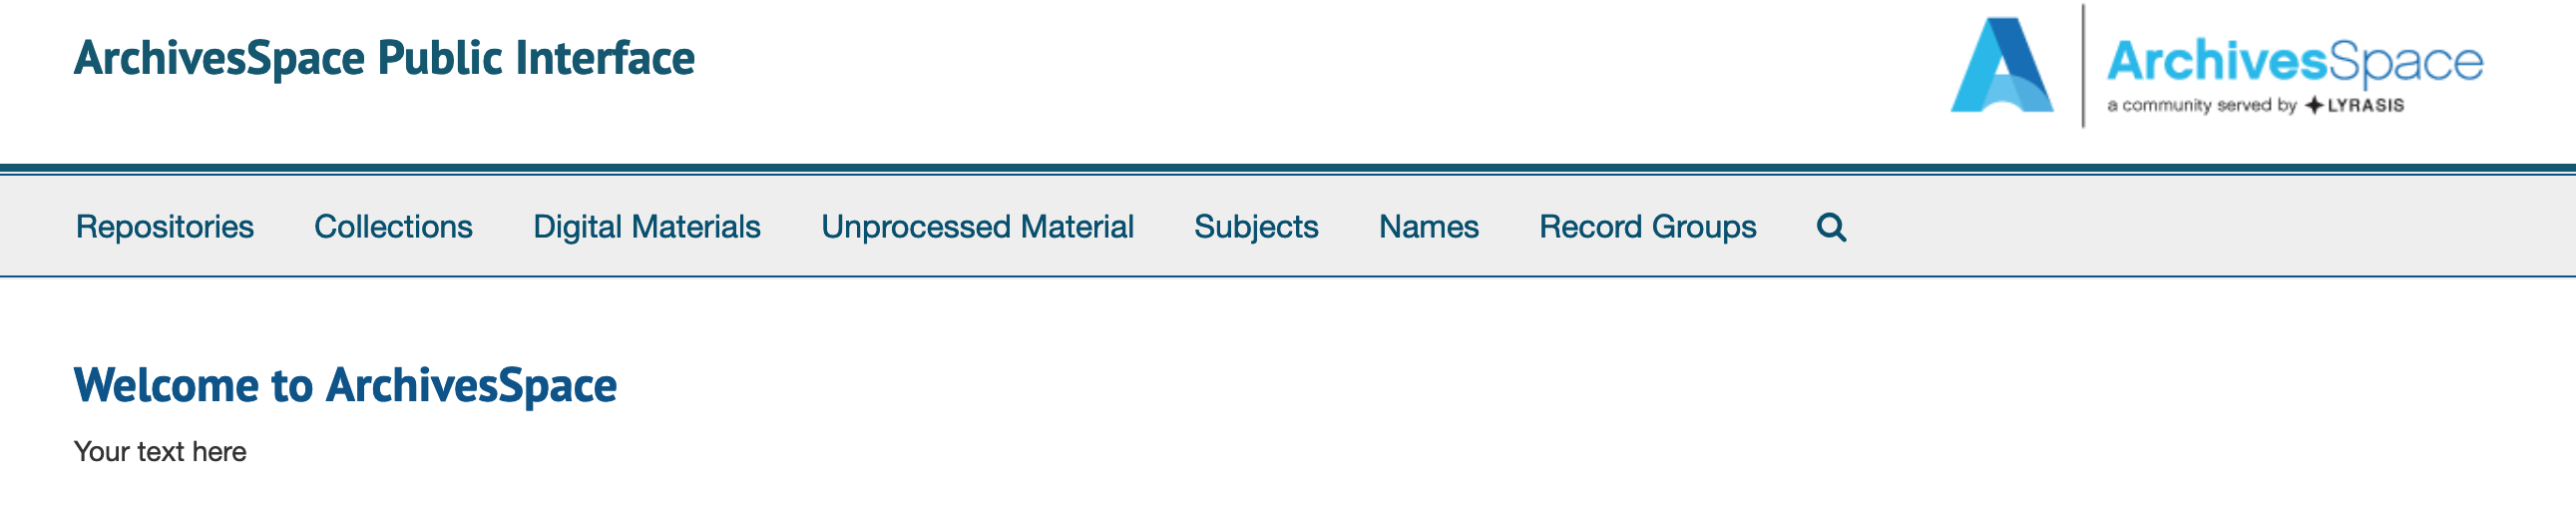 ArchivesSpace Public Interface
ArchivesSpace
a community served by LYRASIS
Repositories Collections Digital Materials Unprocessed Material Subjects Names Record Groups
Welcome to ArchivesSpace
Your text here